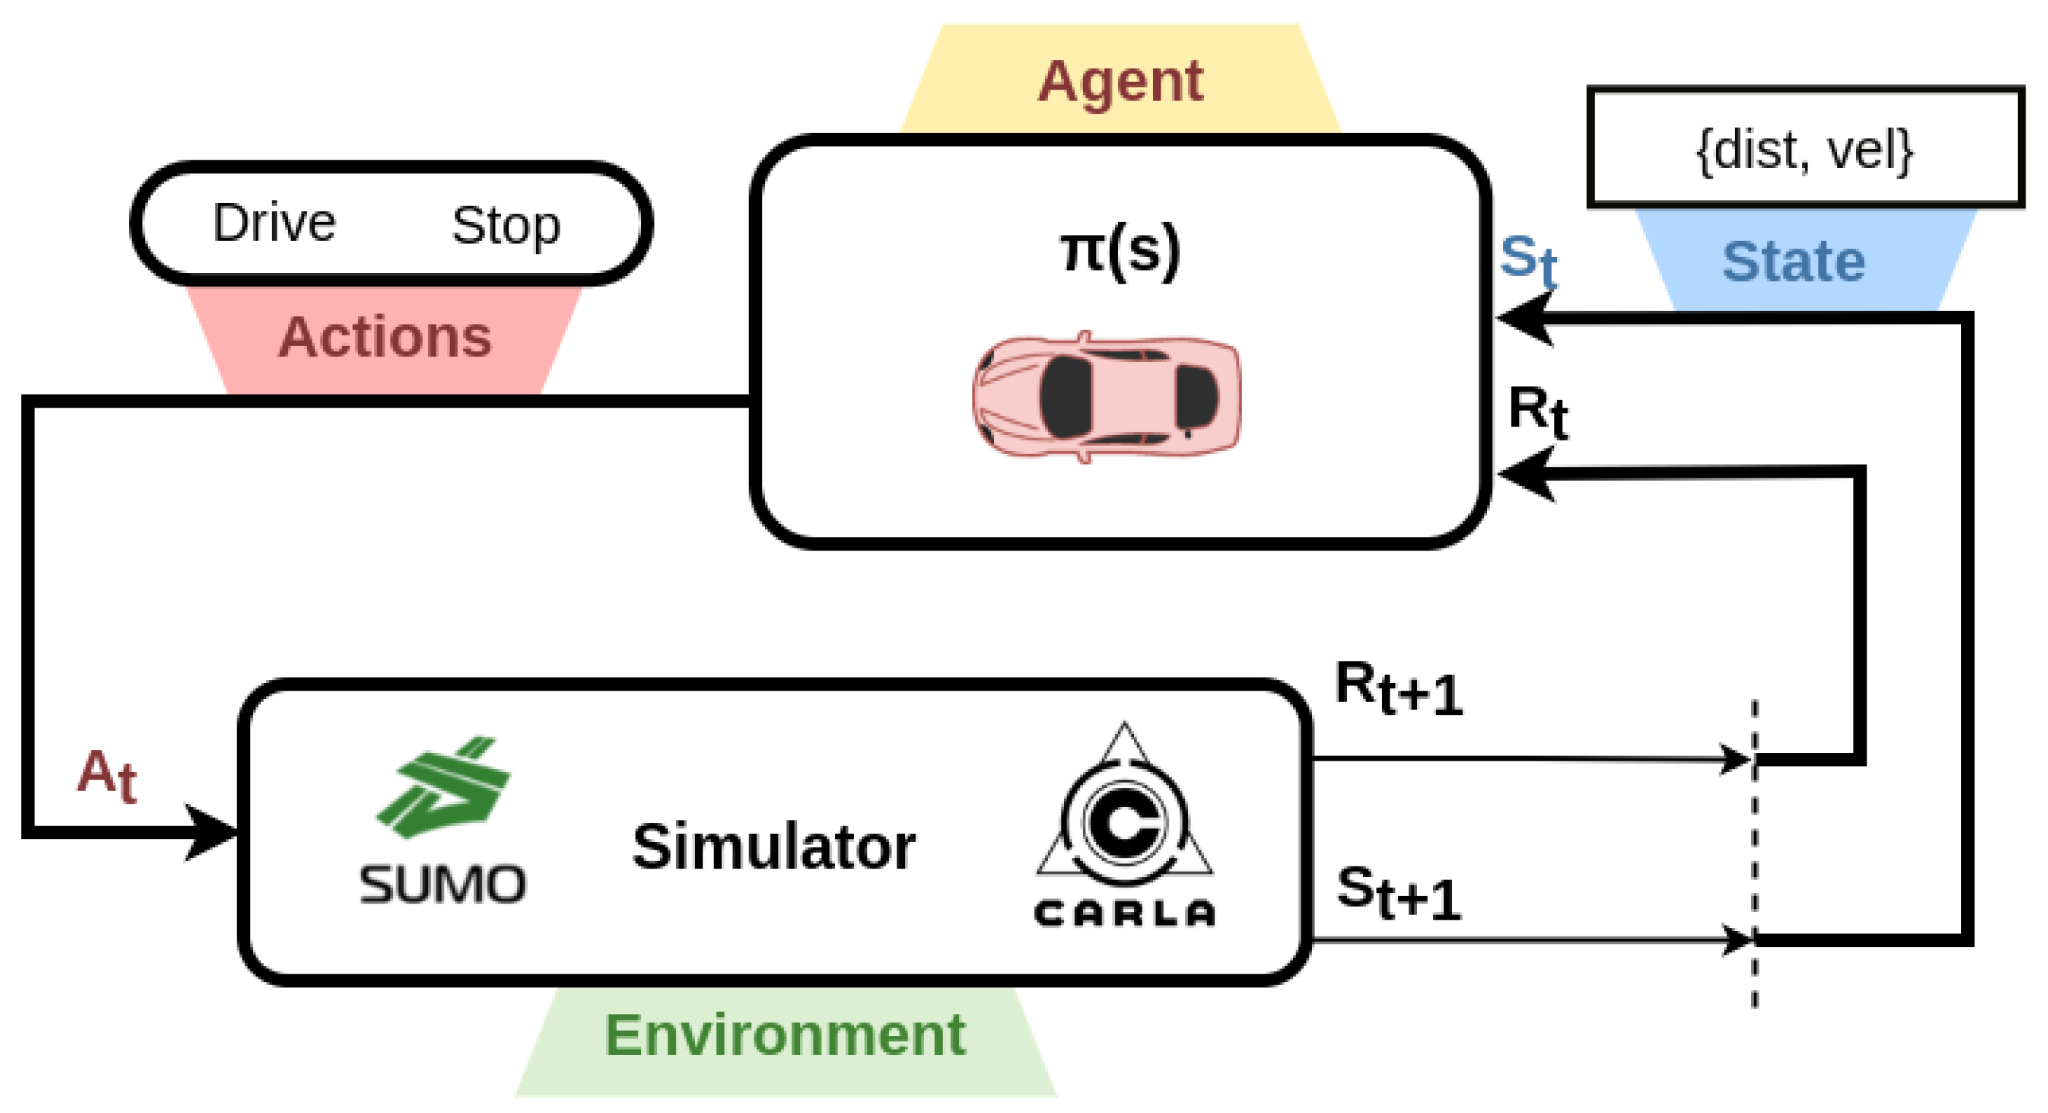 Agent
{dist, vel}
Drive Stop
π(s)
St
State
Actions
Rt
Rt+1
At
SUMO
Simulator
CARLA
St+1
Environment